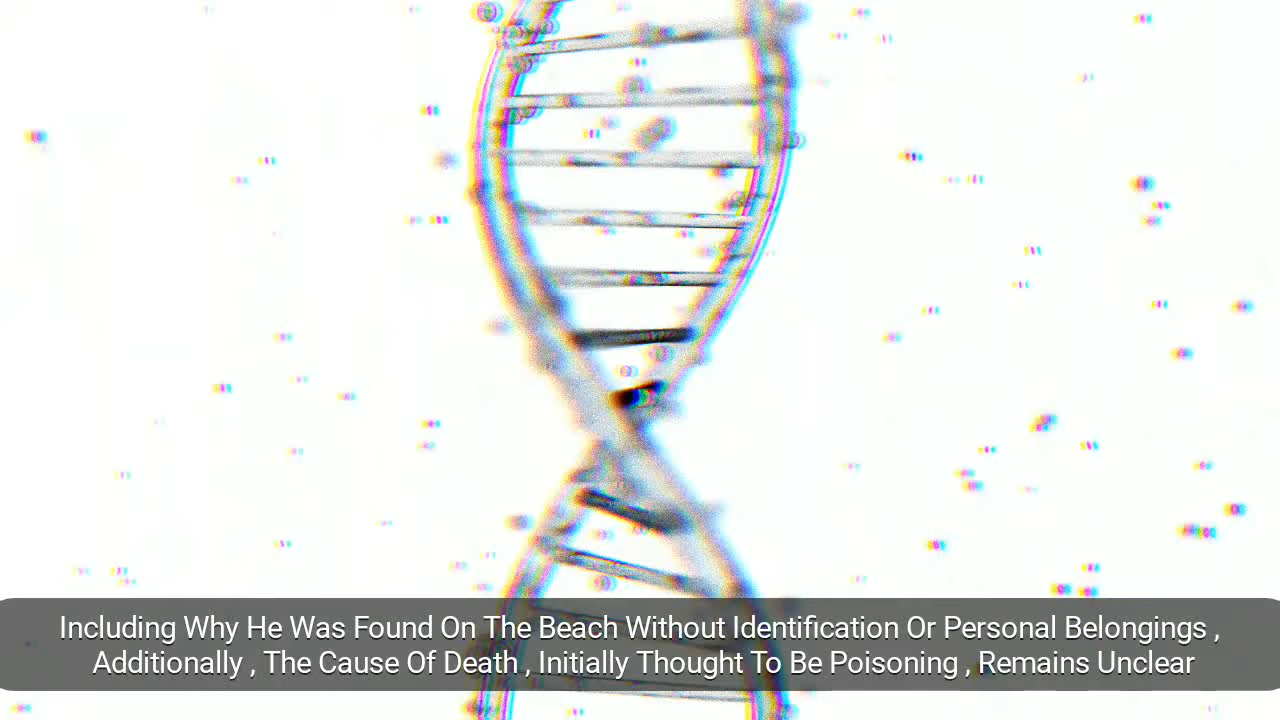 Including Why He Was Found On The Beach Without Identification Or Personal Belongings ,
Additionally , The Cause Of Death , Initially Thought To Be Poisoning , Remains Unclear